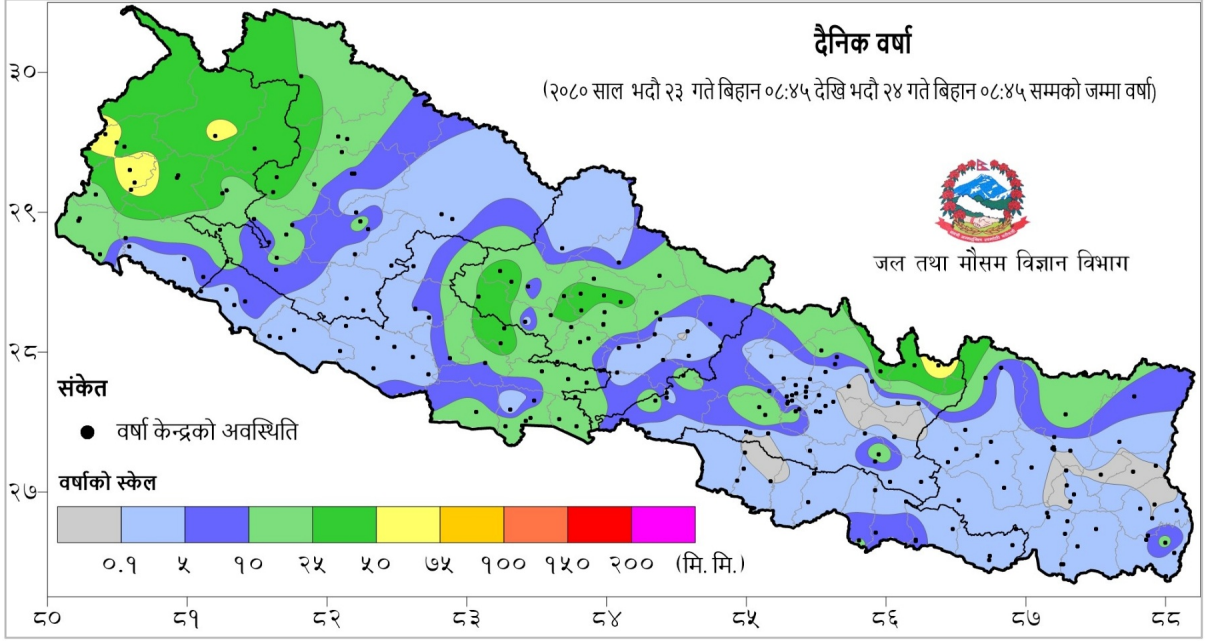 दैनिक वर्षा
(२०८० साल भदौ २३ गते बिहान ०८:४५ देखि भदौ २४ गते बिहान ०८:४५ सम्मको जम्मा वर्षा)
जल तथा मौसम विज्ञान विभाग
३०
२९
२८
२७
संकेत
वर्षा केन्द्रको अवस्थिति
वर्षाको स्केल
०.१ ५ १० २५ ५० ७५ १०० १५० २०० (मि. मि.)
८० ८१ ८२ ८३ ८४ ८५ ८६ ८७ ८८